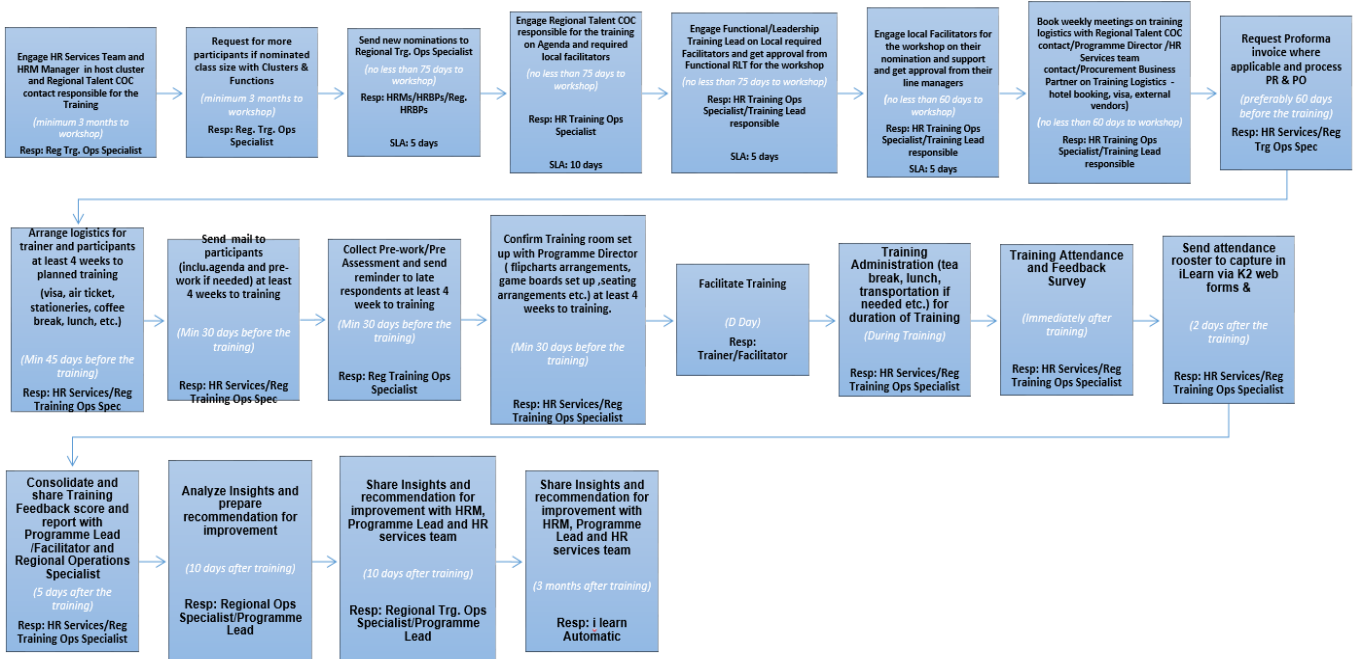 Engage HR Services Team and
HRM Manager in host cluster
and Regional Talent COC
contact responsible for the
Training
(minimum 3 months to
workshop)
Resp: Reg Trg. Ops Specialist
Request for more
participants if nominated
class size with Clusters &
Functions
(minimum 3 months to
workshop)
Resp: Reg. Trg. Ops
Specialist
Send new nominations to
Regional Trg. Ops Specialist
(no less than 75 days to
workshop)
Resp: HRMs/HRBPs/Reg.
HRBPs
SLA: 5 days
Engage Regional Talent COC
responsible for the training
on Agenda and required
local facilitators
(no less than 75 days to
workshop)
Resp: HR Training Ops
Specialist
SLA: 10 days
Engage Functional/Leadership
Training Lead on Local required
Facilitators and get approval from
Functional RLT for the workshop
(no less than 75 days to workshop)
Resp: HR Training Ops
Specialist/Training Lead
responsible
SLA: 5 days
Engage local Facilitators for
the workshop on their
nomination and support and
get approval from their
line managers
(no less than 60 days to
workshop)
Resp: HR Training Ops
Specialist/Training Lead
responsible
SLA: 5 days
Book weekly meetings on training
logistics with Regional Talent COC
contact/Programme Director /HR
Services team
contact/Procurement Business
Partner on Training Logistics -
hotel booking, visa, external
vendors)
(no less than 60 days to workshop)
Resp: HR Training Ops
Specialist/Training Lead
responsible
Request Proforma
invoice where
applicable and process
PR & PO
(preferably 60 days
before the training)
Resp: HR Services/Reg
Trg Ops Spec
Arrange logistics for
trainer and participants
at least 4 weeks to
planned training
(visa, air ticket,
stationeries, coffee
break, lunch, etc.)
(Min 45 days before the
training)
Resp: HR Services/Reg
Training Ops Spec
Send mail to
participants
(inclu.agenda and pre-
work if needed) at least
4 weeks to training
(Min 30 days before the
training)
Resp: HR Services/Reg
Training Ops Spec
Collect Pre-work/Pre
Assessment and send
reminder to late
respondents at least 4
week to training
(Min 30 days before the
training)
Resp: Reg Training Ops
Specialist
Confirm Training room set
up with Programme Director
( flipcharts arrangements,
game boards set up ,seating
arrangements etc.) at least 4
weeks to training.
(Min 30 days before the
training)
Resp: HR Services/Reg
Training Ops Specialist
Facilitate Training
(D Day)
Resp:
Trainer/Facilitator
Training
Administration (tea
break, lunch,
transportation if
needed etc.) for
duration of Training
(During Training)
Resp: HR Services/Reg
Training Ops Specialist
Training Attendance
and Feedback
Survey
(Immediately after
training)
Resp: HR Services/Reg
Training Ops Specialist
Send attendance
rooster to capture in
iLearn via K2 web
forms &
(2 days after the
training)
Resp: HR Services/Reg
Training Ops Specialist
Consolidate and
share Training
Feedback score and
report with
Programme Lead
/Facilitator and
Regional Operations
Specialist
(5 days after the
training)
Resp: HR Services/Reg
Training Ops Specialist
Analyze Insights and
prepare
recommendation for
improvement
(10 days after training)
Resp: Regional Ops
Specialist/Programme
Lead
Share Insights and
recommendation for
improvement with HRM,
Programme Lead and HR
services team
(10 days after training)
Resp: Regional Trg. Ops
Specialist/Programme
Lead
Share Insights and
recommendation for
improvement with HRM,
Programme Lead and HR
services team
(3 months after training)
Resp: i learn
Automatic